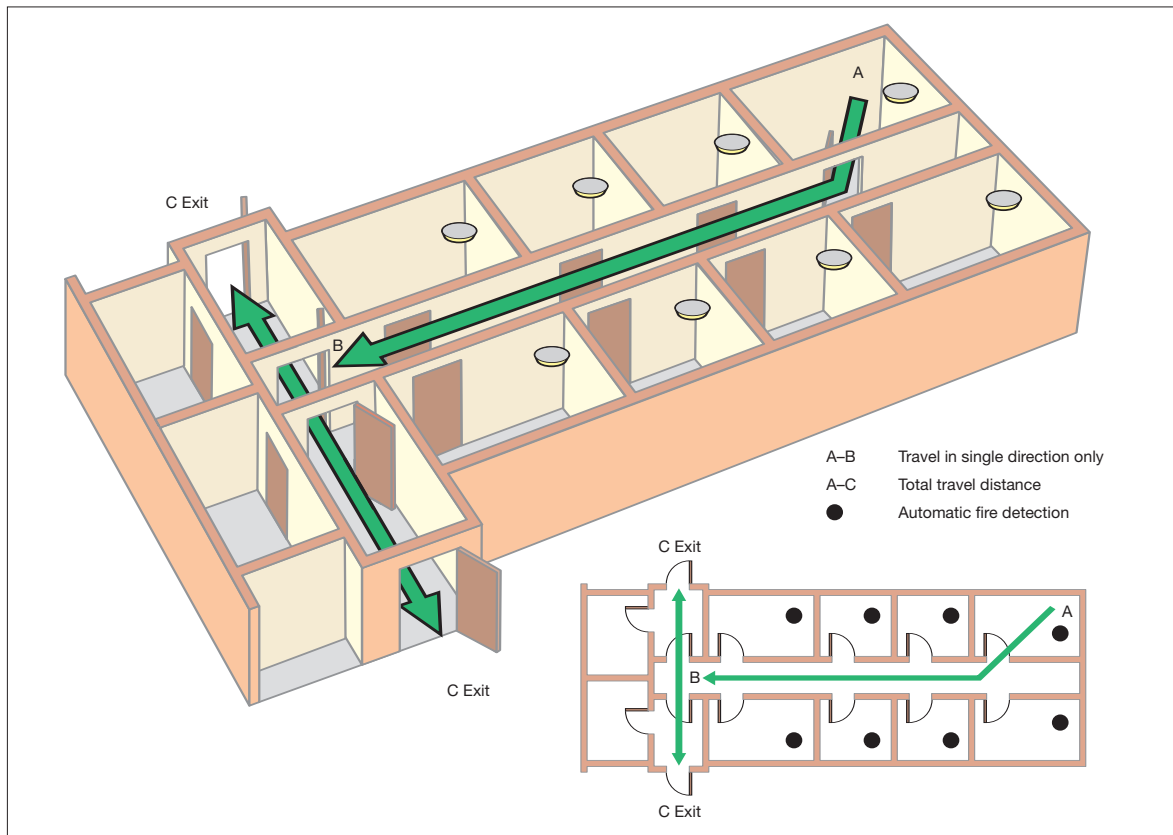 A
C Exit
B
A–B Travel in single direction only
A–C Total travel distance
Automatic fire detection
C Exit
C Exit
A
B
C Exit